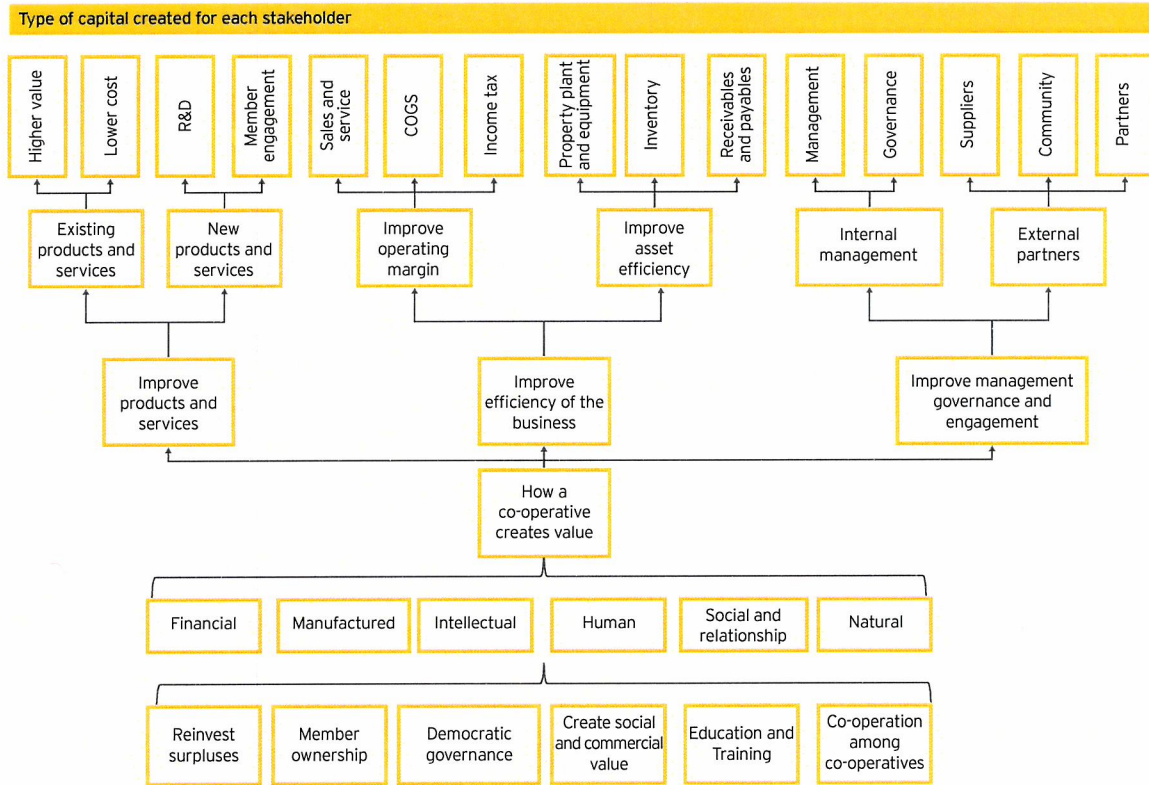 Type of capital created for each stakeholder
Higher value
Lower cost
R&D
Member
engagement
Sales and
service
COGS
Income tax
Property plant
and equipment
Inventory
Receivables
and payables
Management
Governance
Suppliers
Community
Partners
Existing
products and
services
New
products and
services
Improve
operating
margin
Improve
asset
efficiency
Internal
management
External
partners
Improve
products and
services
Improve
efficiency of the
business
Improve management
governance and
engagement
How a
co-operative
creates value
Financial
Manufactured
Intellectual
Human
Social and
relationship
Natural
Reinvest
surpluses
Member
ownership
Democratic
governance
Create social
and commercial
value
Education and
Training
Co-operation
among
co-operatives